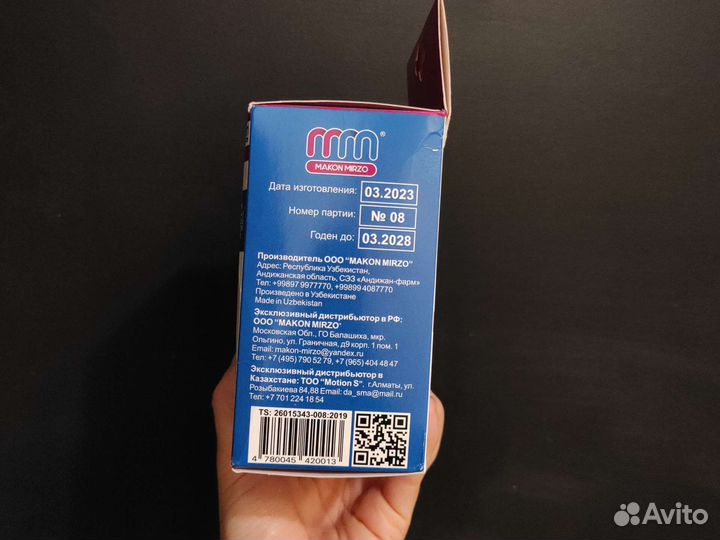 mm®
MAKON MIRZO
Дата изготовления: 03.2023
Номер партии: № 08
Годен до: 03.2028
Производитель ООО "MAKON MIRZO"
Адрес: Республика Узбекистан,
Андижанская область, СЭЗ «Андижан-фарм»
Тел: +99897 9977770, +99899 4087770
Произведено в Узбекистане
Made in Uzbekistan
Эксклюзивный дистрибьютор в РФ:
ООО "MAKON MIRZO"
Московская Обл., ГО Балашиха, мкр.
Ольгино, ул. Граничная, д9 корп. 1 пом. 1
Email: makon-mirzo@yandex.ru
Тел: +7 (495) 790 52 79, +7 (965) 404 48 47
Эксклюзивный дистрибьютор в
Казахстане: ТОО "Motion S", г.Алматы, ул.
Розыбакиева 84,88 Email: da_sma@mail.ru
Тел.: +7 701 224 18 54
TS: 26015343-008:2019
4 780045 420013
Avito